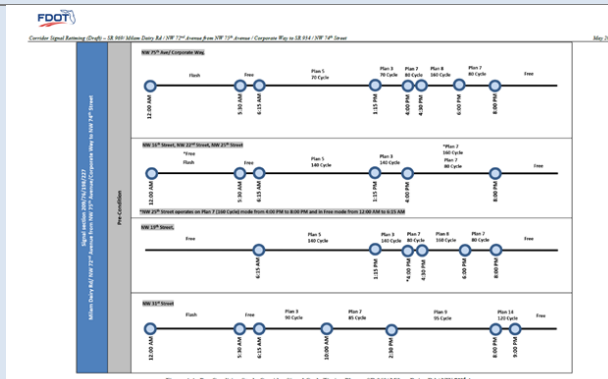 FDOT
Corridor Signal Retiming (Draft) – SR 969/ Milam Dairy Rd / NW 72nd Avenue from NW 75th Avenue / Corporate Way to SR 934 / NW 74th Street
Milam Dairy Rd/ NW 72nd Avenue from NW 75th Avenue/Corporate Way to NW 74th Street
Pre-Condition
NW 75th Ave/ Corporate Way,
Flash
Free
Plan 5
70 Cycle
Plan 3
70 Cycle
Plan 7
80 Cycle
Plan 8
160 Cycle
Plan 7
80 Cycle
Free
12:00 AM
5:30 AM
6:15 AM
1:15 PM
4:00 PM
4:30 PM
6:00 PM
8:00 PM
NW 16th Street, NW 22nd Street, NW 25th Street
*Free
Flash
Free
Plan 5
140 Cycle
Plan 3
140 Cycle
*Plan 7
160 Cycle
Plan 7
80 Cycle
Free
12:00 AM
5:30 AM
6:15 AM
1:15 PM
4:00 PM
8:00 PM
*NW 25th Street operates on Plan 7 (160 Cycle) mode from 4:00 PM to 8:00 PM and in Free mode from 12:00 AM to 6:15 AM
NW 19th Street,
Free
Plan 5
140 Cycle
Plan 3
140 Cycle
Plan 7
80 Cycle
Plan 8
160 Cycle
Plan 7
80 Cycle
Free
6:15 AM
1:15 PM
*4:00 PM
4:30 PM
6:00 PM
8:00 PM
Street
Flash
Free
Plan 3
90 Cycle
Plan 7
85 Cycle
Plan 9
95 Cycle
Plan 14
120 Cycle
Free
12:00 AM
5:30 AM
6:15 AM
10:00 AM
2:30 PM
8:00 PM
9:00 PM